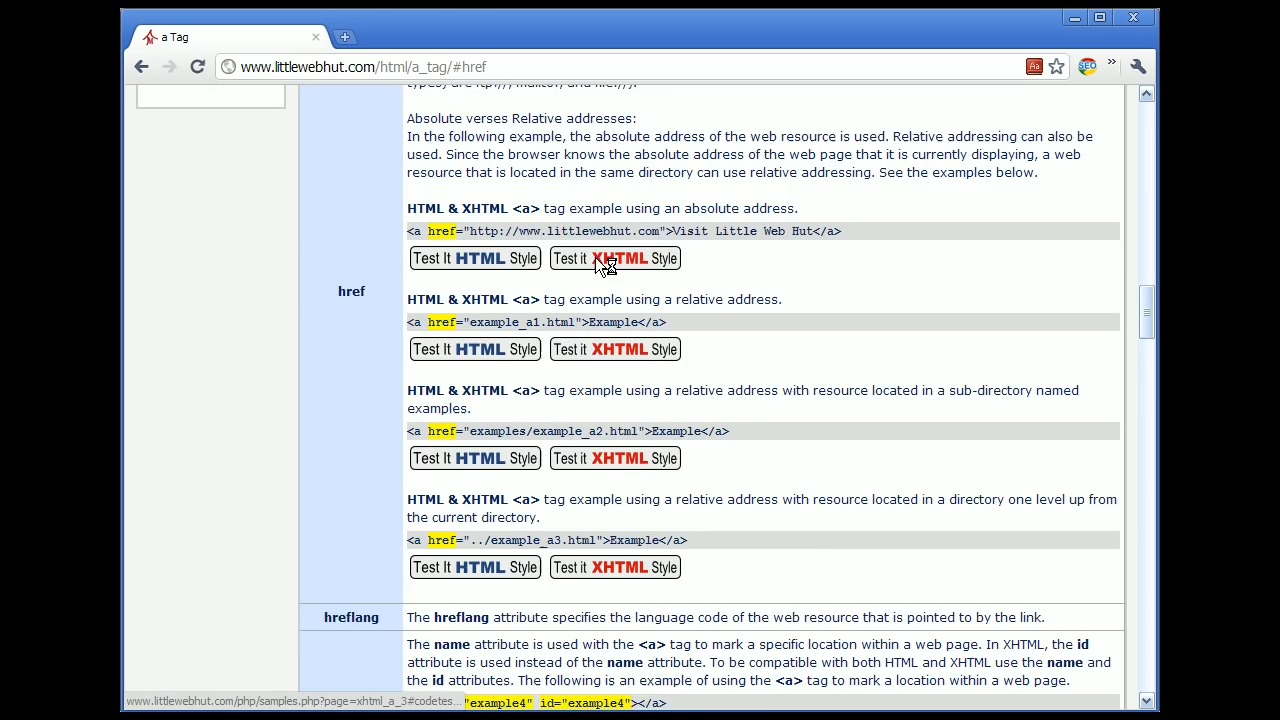 a Tag
www.littlewebhut.com/html/a_tag/#href
Aa
SEO
Absolute verses Relative addresses:
In the following example, the absolute address of the web resource is used. Relative addressing can also be
used. Since the browser knows the absolute address of the web page that it is currently displaying, a web
resource that is located in the same directory can use relative addressing. See the examples below.
HTML & XHTML <a> tag example using an absolute address.
<a href="http://www.littlewebhut.com">Visit Little Web Hut</a>
Test It HTML Style Test it XHTML Style
HTML & XHTML <a> tag example using a relative address.
<a href="example_a1.html">Example</a>
Test It HTML Style Test it XHTML Style
href
HTML & XHTML <a> tag example using a relative address with resource located in a sub-directory named
examples.
<a href="examples/example_a2.html">Example</a>
Test It HTML Style Test it XHTML Style
HTML & XHTML <a> tag example using a relative address with resource located in a directory one level up from
the current directory.
<a href="../example_a3.html">Example</a>
Test It HTML Style Test it XHTML Style
hreflang The hreflang attribute specifies the language code of the web resource that is pointed to by the link.
The name attribute is used with the <a> tag to mark a specific location within a web page. In XHTML, the id
attribute is used instead of the name attribute. To be compatible with both HTML and XHTML use the name and
the id attributes. The following is an example of using the <a> tag to mark a location within a web page.
"example4" id="example4"></a>
www.littlewebhut.com/php/samples.php?page=xhtml_a_3#codetes...